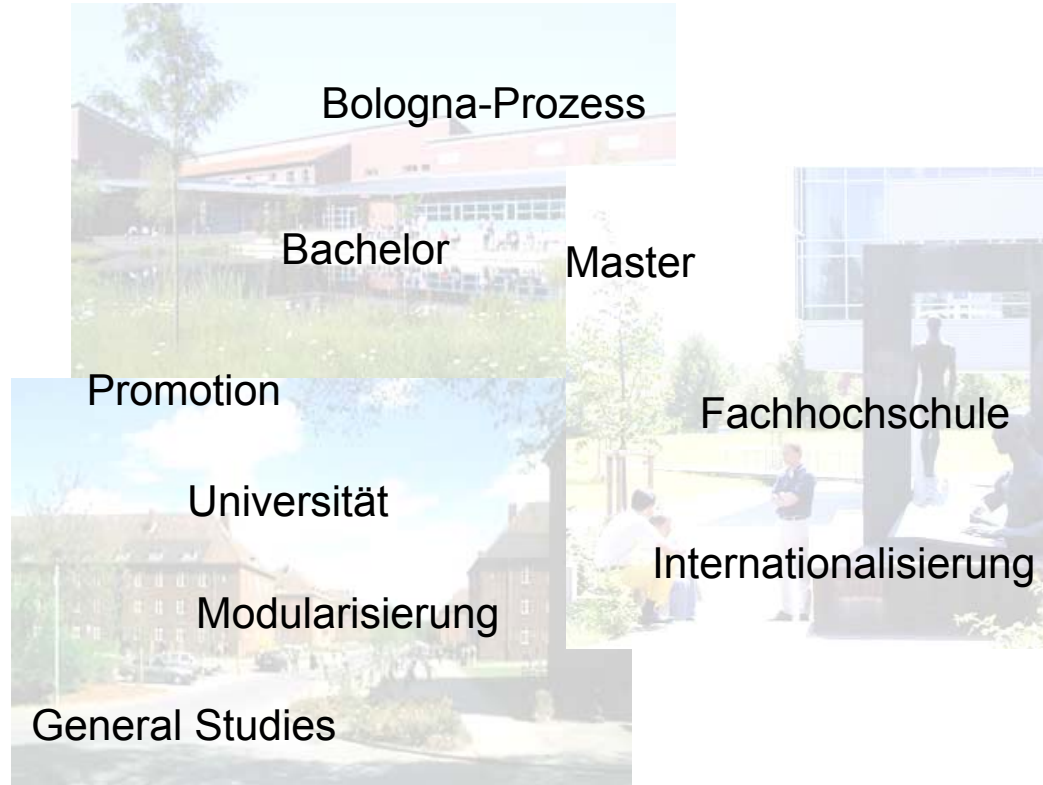 Bologna-Prozess
Bachelor
Master
Promotion
Fachhochschule
Universität
Internationalisierung
Modularisierung
General Studies